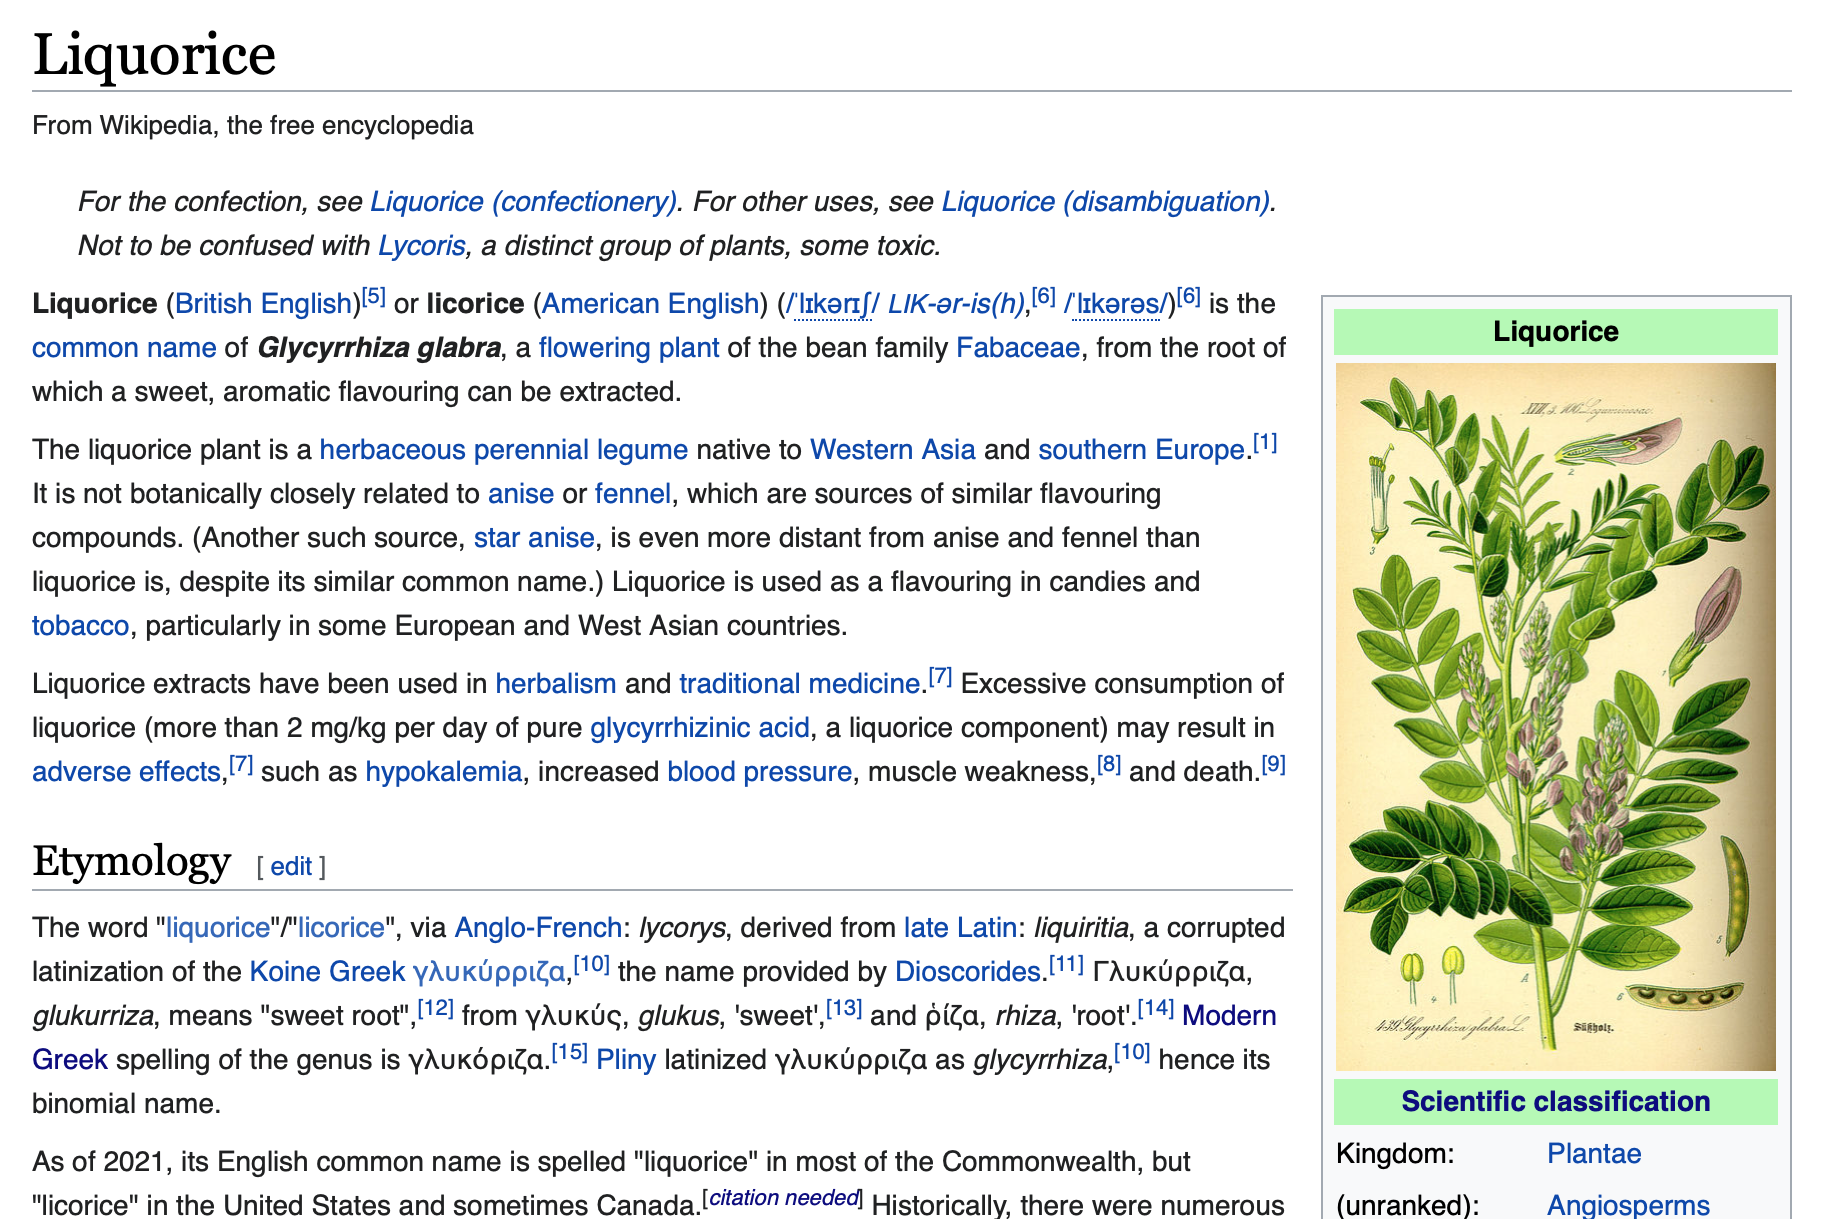 Liquorice
From Wikipedia, the free encyclopedia
For the confection, see Liquorice (confectionery). For other uses, see Liquorice (disambiguation).
Not to be confused with Lycoris, a distinct group of plants, some toxic.
Liquorice (British English)[5] or licorice (American English) (/ˈlɪkərɪʃ/ LIK-ər-is(h),[6] /ˈlɪkərəs/)[6] is the
common name of Glycyrrhiza glabra, a flowering plant of the bean family Fabaceae, from the root of
which a sweet, aromatic flavouring can be extracted.
The liquorice plant is a herbaceous perennial legume native to Western Asia and southern Europe.[1]
It is not botanically closely related to anise or fennel, which are sources of similar flavouring
compounds. (Another such source, star anise, is even more distant from anise and fennel than
liquorice is, despite its similar common name.) Liquorice is used as a flavouring in candies and
tobacco, particularly in some European and West Asian countries.
Liquorice extracts have been used in herbalism and traditional medicine.[7] Excessive consumption of
liquorice (more than 2 mg/kg per day of pure glycyrrhizinic acid, a liquorice component) may result in
adverse effects,[7] such as hypokalemia, increased blood pressure, muscle weakness,[8] and death.[9]
Etymology [ edit ]
The word "liquorice"/"licorice", via Anglo-French: lycorys, derived from late Latin: liquiritia, a corrupted
latinization of the Koine Greek γλυκύρριζα,[10] the name provided by Dioscorides.[11] Γλυκύρριζα,
glukurriza, means "sweet root",[12] from γλυκύς, glukus, 'sweet',[13] and ῥίζα, rhiza, 'root'.[14] Modern
Greek spelling of the genus is γλυκόριζα.[15] Pliny latinized γλυκύρριζα as glycyrrhiza,[10] hence its
binomial name.
As of 2021, its English common name is spelled "liquorice" in most of the Commonwealth, but
"licorice" in the United States and sometimes Canada.[citation needed] Historically, there were numerous
Liquorice
Leguminosae.
2
3
1
5
4
A
6
439. Glycyrrhiza glabra L.
Süßholz.
Scientific classification
Kingdom: Plantae
(unranked): Angiosperms